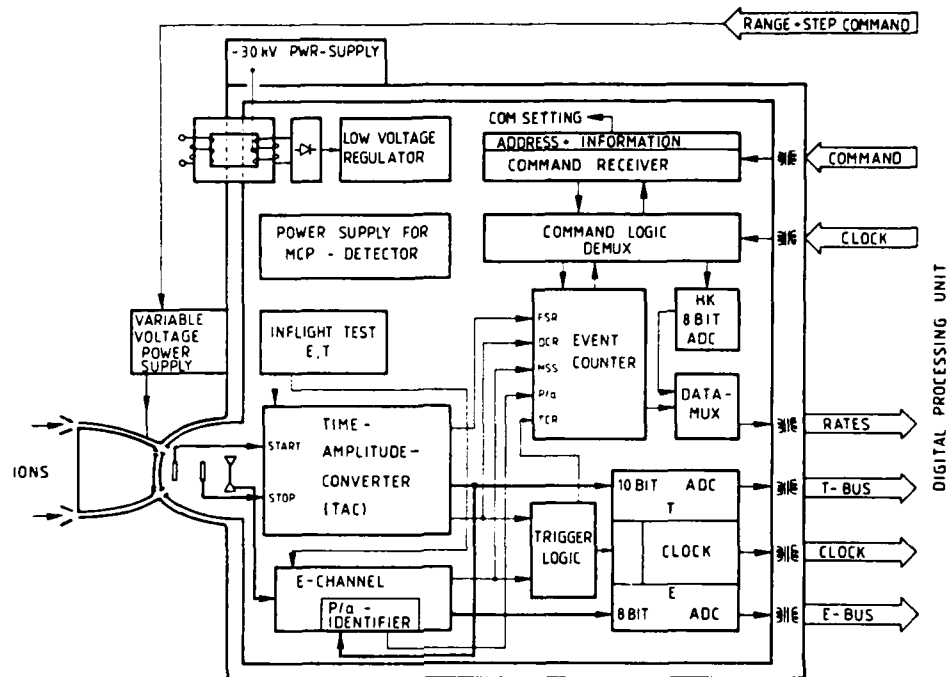 RANGE + STEP COMMAND
-30 kV PWR-SUPPLY
COM SETTING
ADDRESS + INFORMATION
COMMAND RECEIVER
COMMAND
LOW VOLTAGE
REGULATOR
POWER SUPPLY FOR
MCP - DETECTOR
COMMAND LOGIC
DEMUX
CLOCK
VARIABLE
VOLTAGE
POWER
SUPPLY
INFLIGHT TEST
E,T
FSR
DCR
MSS
P/α
TCR
EVENT
COUNTER
HK
8 BIT
ADC
DATA-
MUX
RATES
IONS
START
STOP
TIME-
AMPLITUDE-
CONVERTER
(TAC)
TRIGGER
LOGIC
10 BIT ADC
T
CLOCK
E
8 BIT ADC
T-BUS
CLOCK
E-BUS
E-CHANNEL
P/α -
IDENTIFIER
DIGITAL PROCESSING UNIT